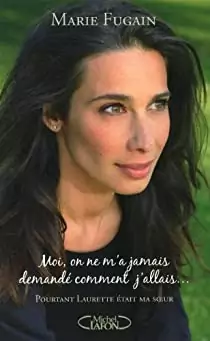 MARIE FUGAIN
Moi, on ne m'a jamais
demandé comment j'allais...
POURTANT LAURETTE ÉTAIT MA SŒUR
Michel
LAFON